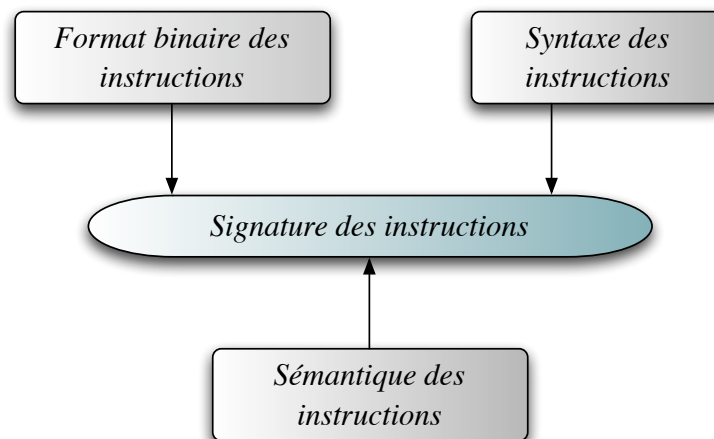 Format binaire des
instructions
Syntaxe des
instructions
Signature des instructions
Sémantique des
instructions